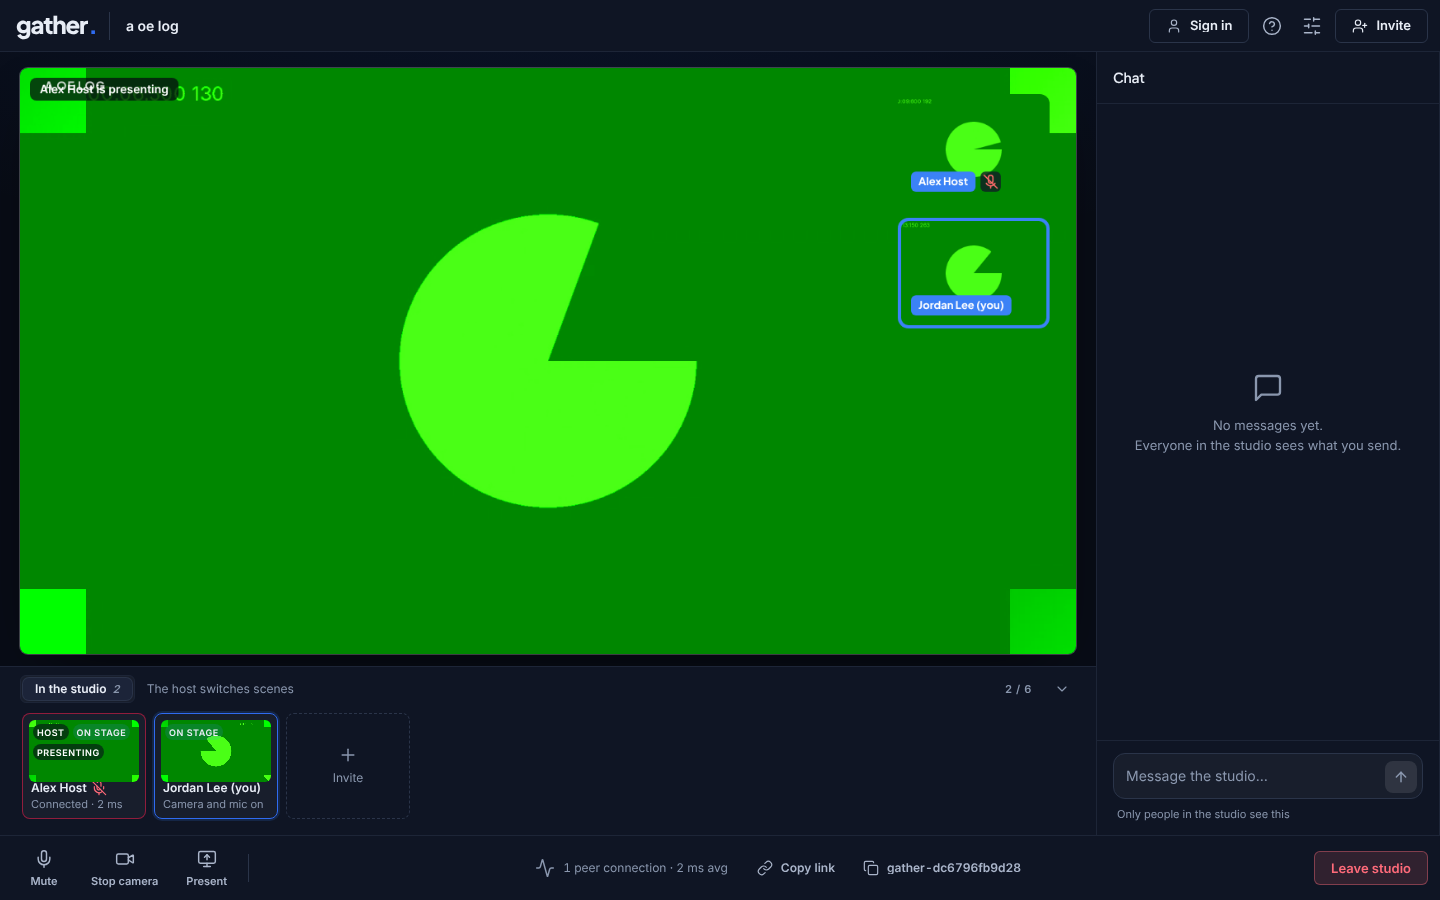 gather.
a oe log
Sign in
Invite
Alex Host is presenting
A OE LOG
0 130
Alex Host
Jordan Lee (you)
Chat
No messages yet.
Everyone in the studio sees what you send.
In the studio 2
The host switches scenes
2 / 6
HOST
ON STAGE
PRESENTING
Alex Host
Connected · 2 ms
ON STAGE
Jordan Lee (you)
Camera and mic on
Invite
Message the studio...
Only people in the studio see this
Mute
Stop camera
Present
1 peer connection · 2 ms avg
Copy link
gather-dc6796fb9d28
Leave studio